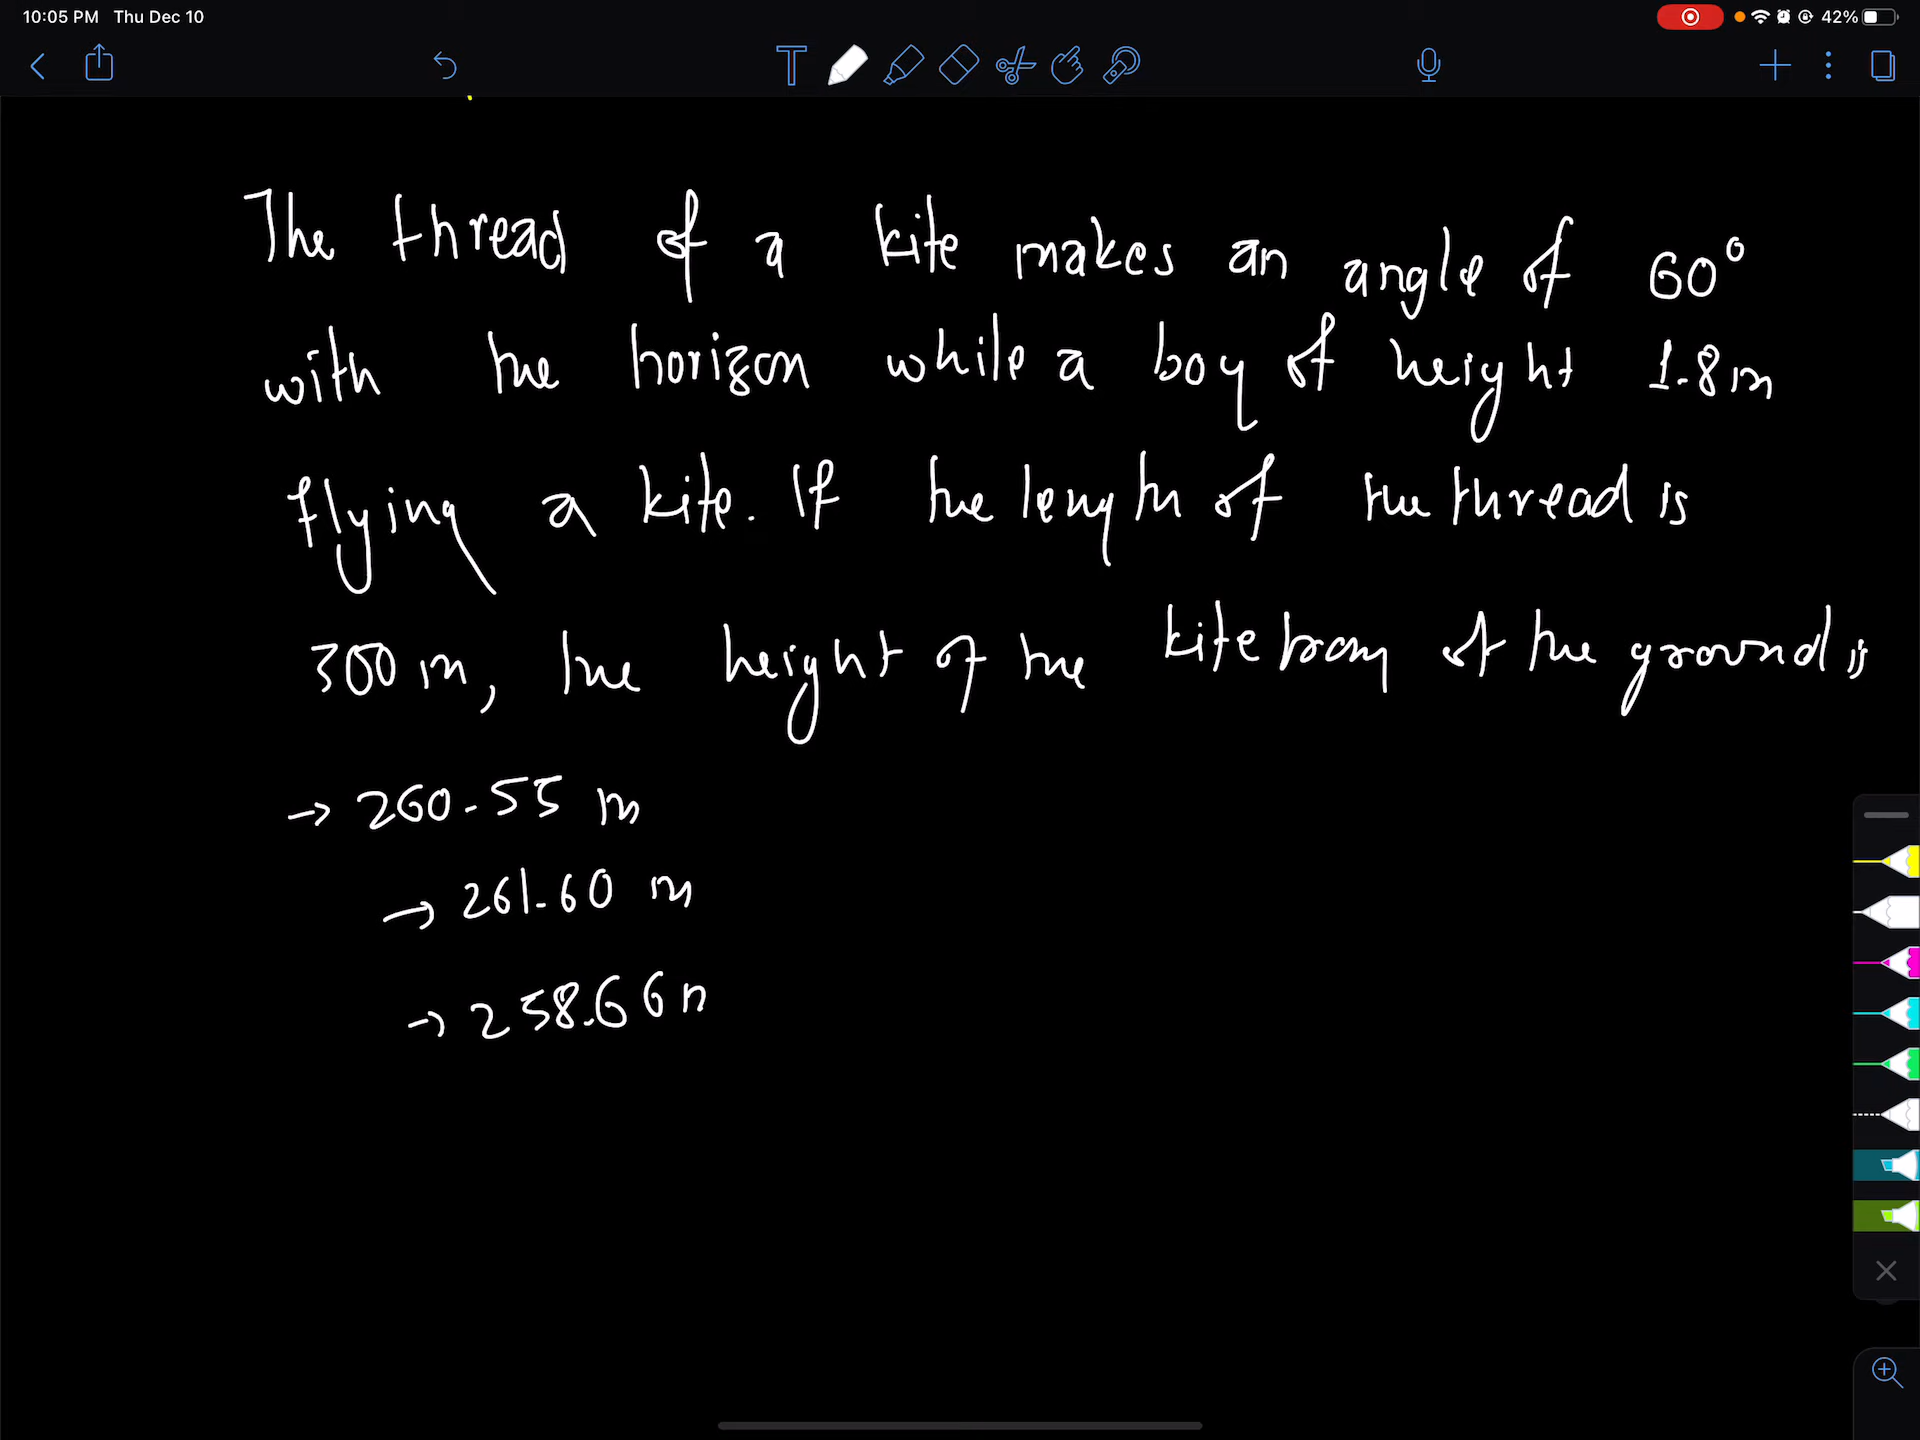 10:05 PM Thu Dec 10
42%
The thread of a kite makes an angle of 60°
with the horizon while a boy of height 1.8 m
flying a kite. If the length of the thread is
300 m, the height of the kite from of the ground is
→ 260.55 m
→ 261.60 m
→ 258.66 m